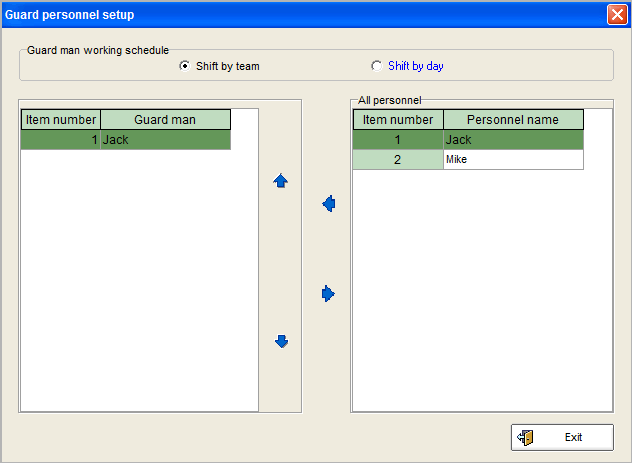 Guard personnel setup
Guard man working schedule
Shift by team Shift by day
Item number Guard man
1 Jack
All personnel
Item number Personnel name
1 Jack
2 Mike
Exit